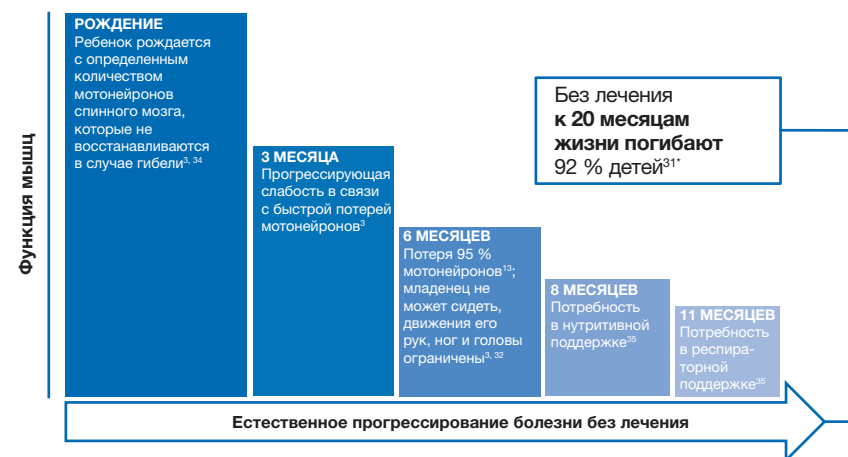 РОЖДЕНИЕ
Ребенок рождается
с определенным
количеством
мотонейронов
спинного мозга,
которые не
восстанавливаются
в случае гибели3, 34
Функция мышц
3 МЕСЯЦА
Прогрессирующая
слабость в связи
с быстрой потерей
мотонейронов3
6 МЕСЯЦЕВ
Потеря 95 %
мотонейронов13;
младенец не
может сидеть,
движения его
рук, ног и головы
ограничены3, 32
8 МЕСЯЦЕВ
Потребность
в нутритивной
поддержке35
11 МЕСЯЦЕВ
Потребность
в респира-
торной
поддержке35
Без лечения
к 20 месяцам
жизни погибают
92 % детей31*
Естественное прогрессирование болезни без лечения